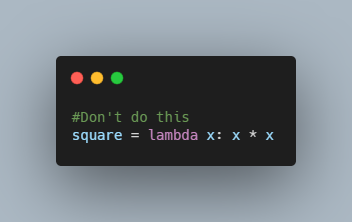 #Don't do this
square = lambda x: x * x